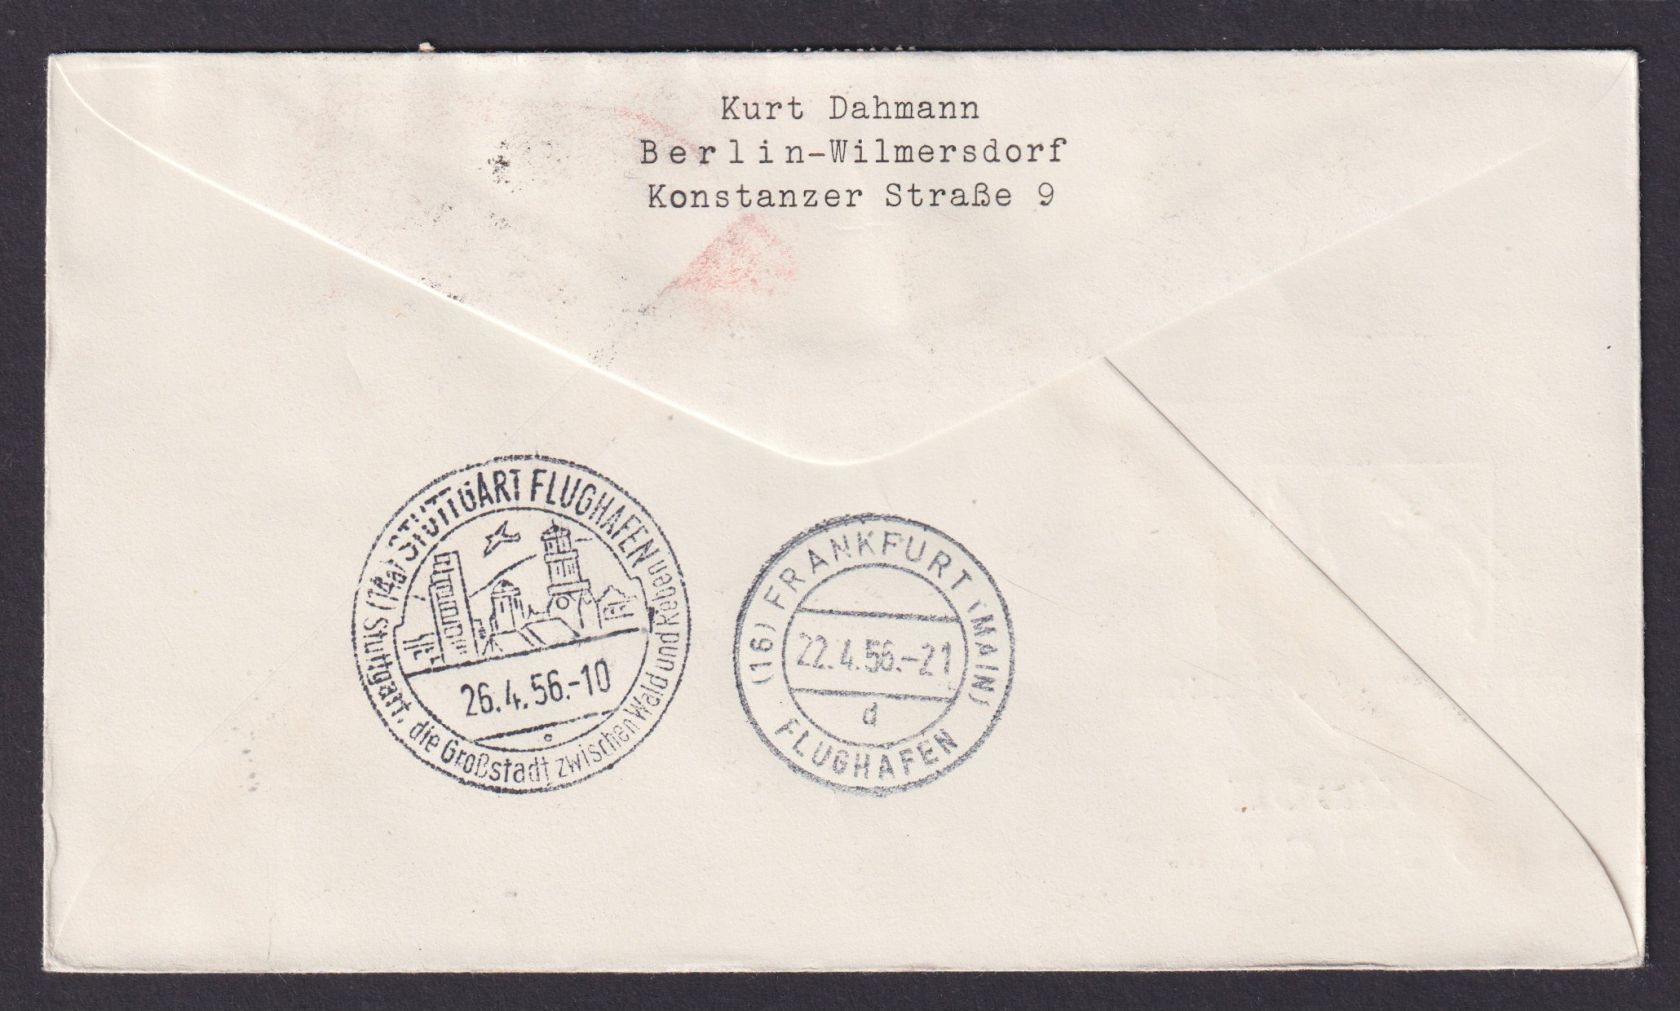 Kurt Dahmann
Berlin-Wilmersdorf
Konstanzer Straße 9
(14a) STUTTGART FLUGHAFEN
26.4.56.-10
Stuttgart, die Großstadt zwischen Wald und Reben
(16) FRANKFURT (MAIN)
22.4.56.-21
d
FLUGHAFEN